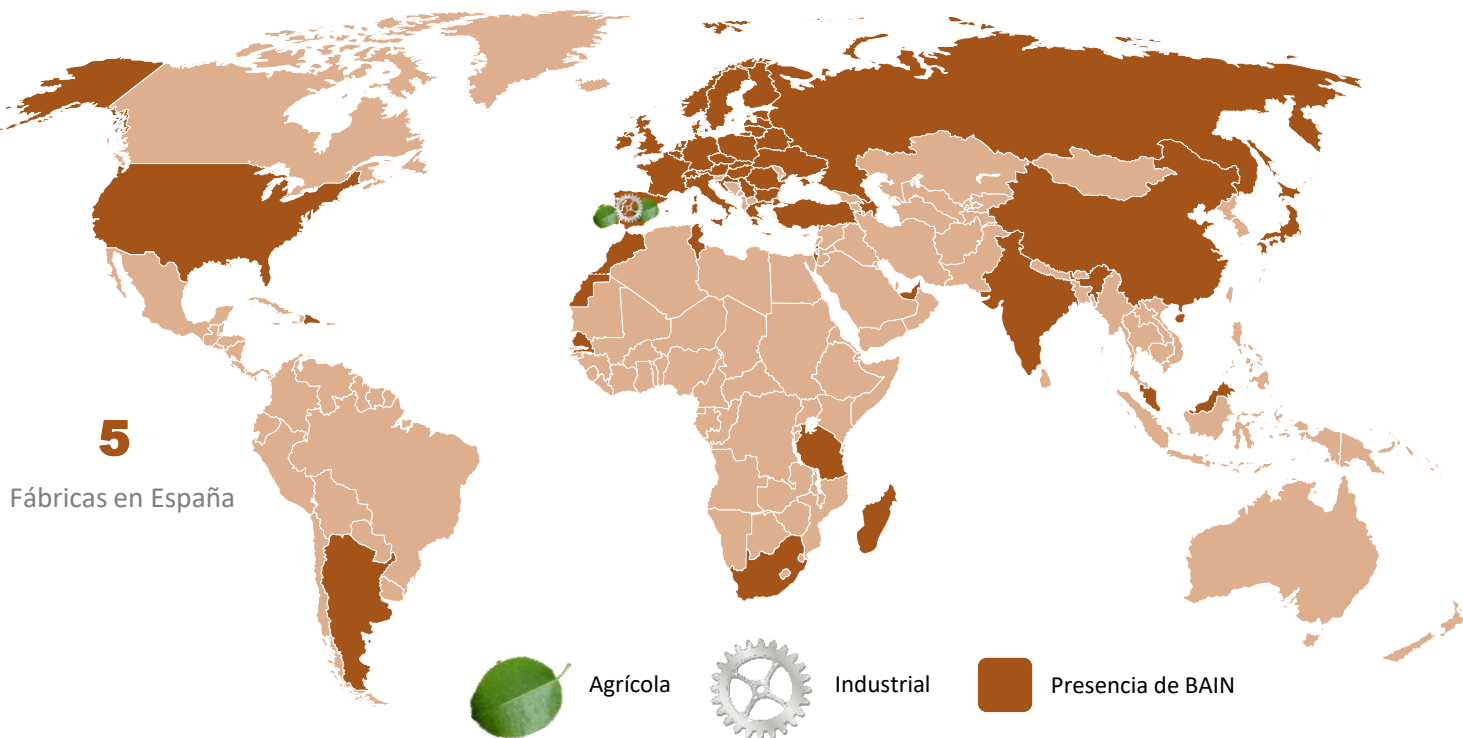 5
Fábricas en España
Agrícola
Industrial
Presencia de BAIN